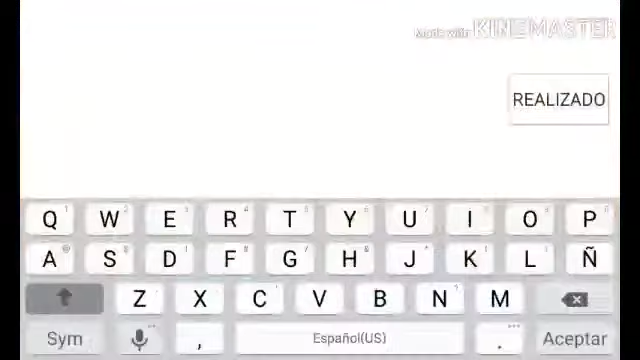 Made with KINEMASTER
REALIZADO
Q W E R T Y U I O P
A S D F G H J K L Ñ
Z X C V B N M
Sym , Español(US) . Aceptar